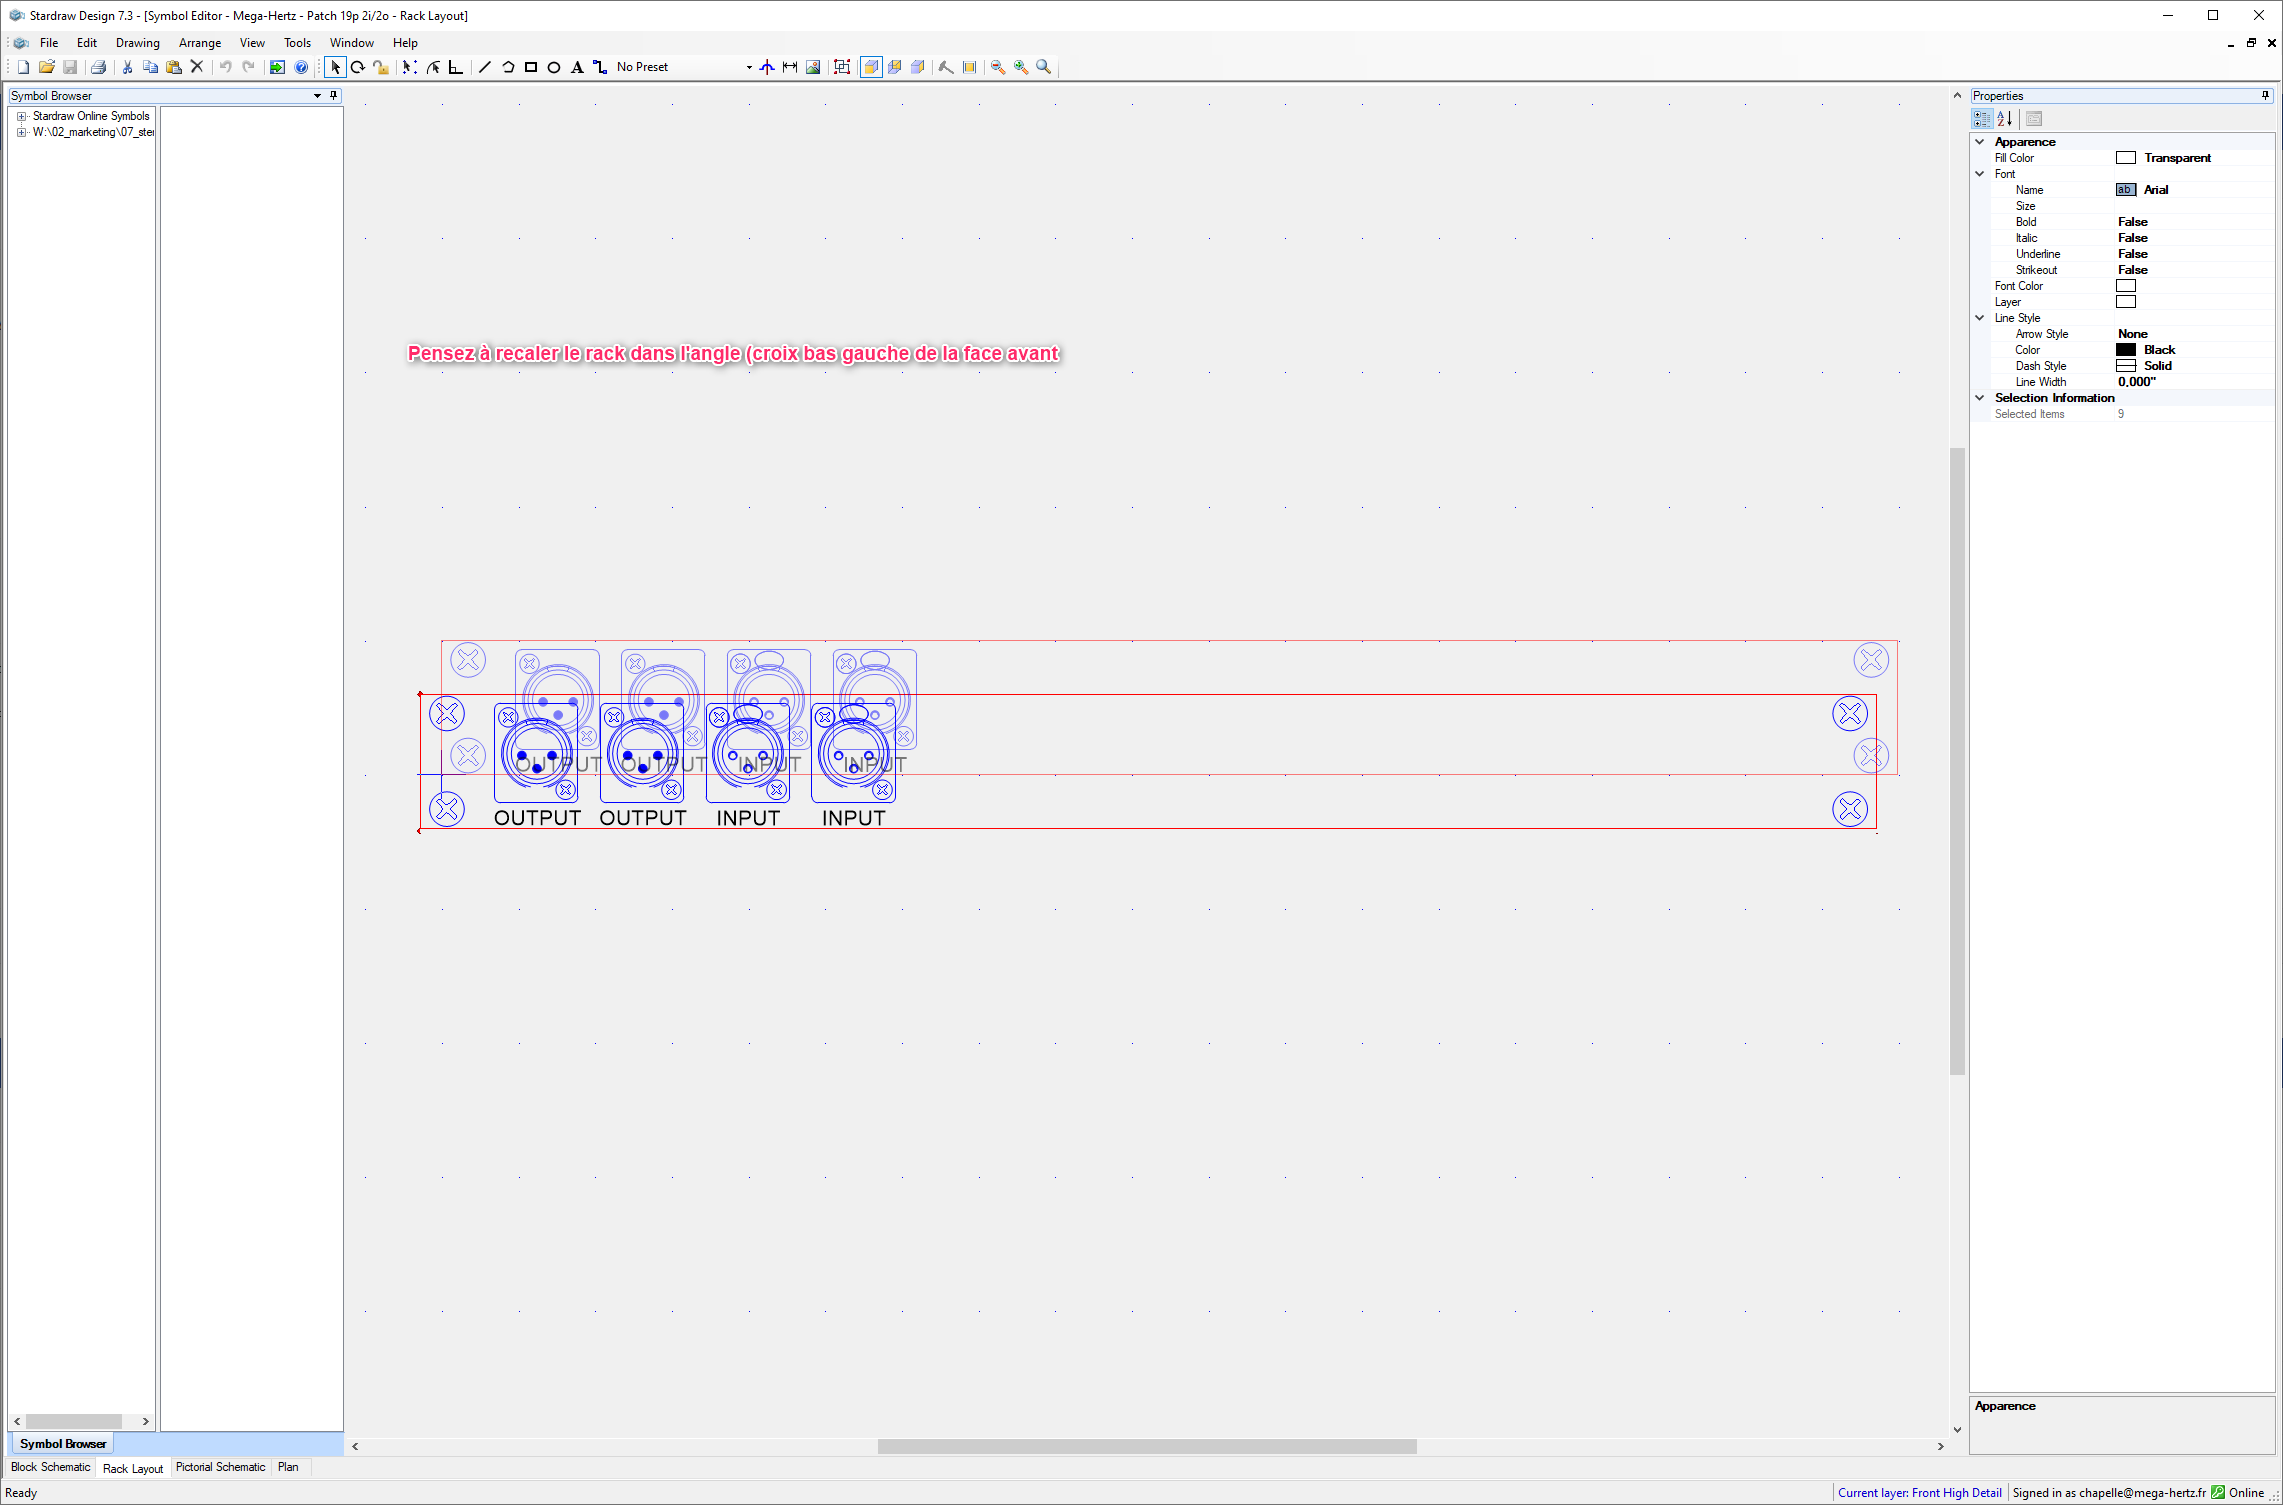 Stardraw Design 7.3 - [Symbol Editor - Mega-Hertz - Patch 19p 2i/2o - Rack Layout]
File Edit Drawing Arrange View Tools Window Help
No Preset
Symbol Browser
Stardraw Online Symbols
W:\02_marketing\07_ster
Pensez à recaler le rack dans l'angle (croix bas gauche de la face avant
OUTPUT OUTPUT INPUT INPUT
OUTPUT OUTPUT INPUT INPUT
Properties
Apparence
Fill Color Transparent
Font
Name ab Arial
Size
Bold False
Italic False
Underline False
Strikeout False
Font Color
Layer
Line Style
Arrow Style None
Color Black
Dash Style Solid
Line Width 0,000"
Selection Information
Selected Items 9
Apparence
Symbol Browser
Block Schematic Rack Layout Pictorial Schematic Plan
Ready
Current layer: Front High Detail Signed in as chapelle@mega-hertz.fr Online